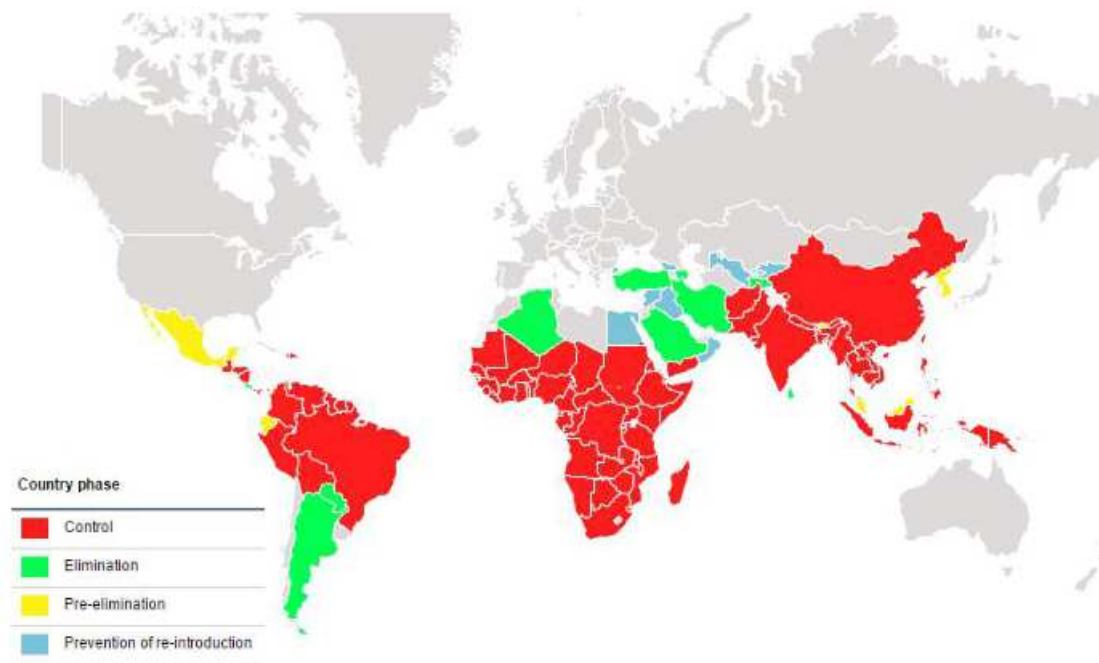 Country phase
Control
Elimination
Pre-elimination
Prevention of re-introduction